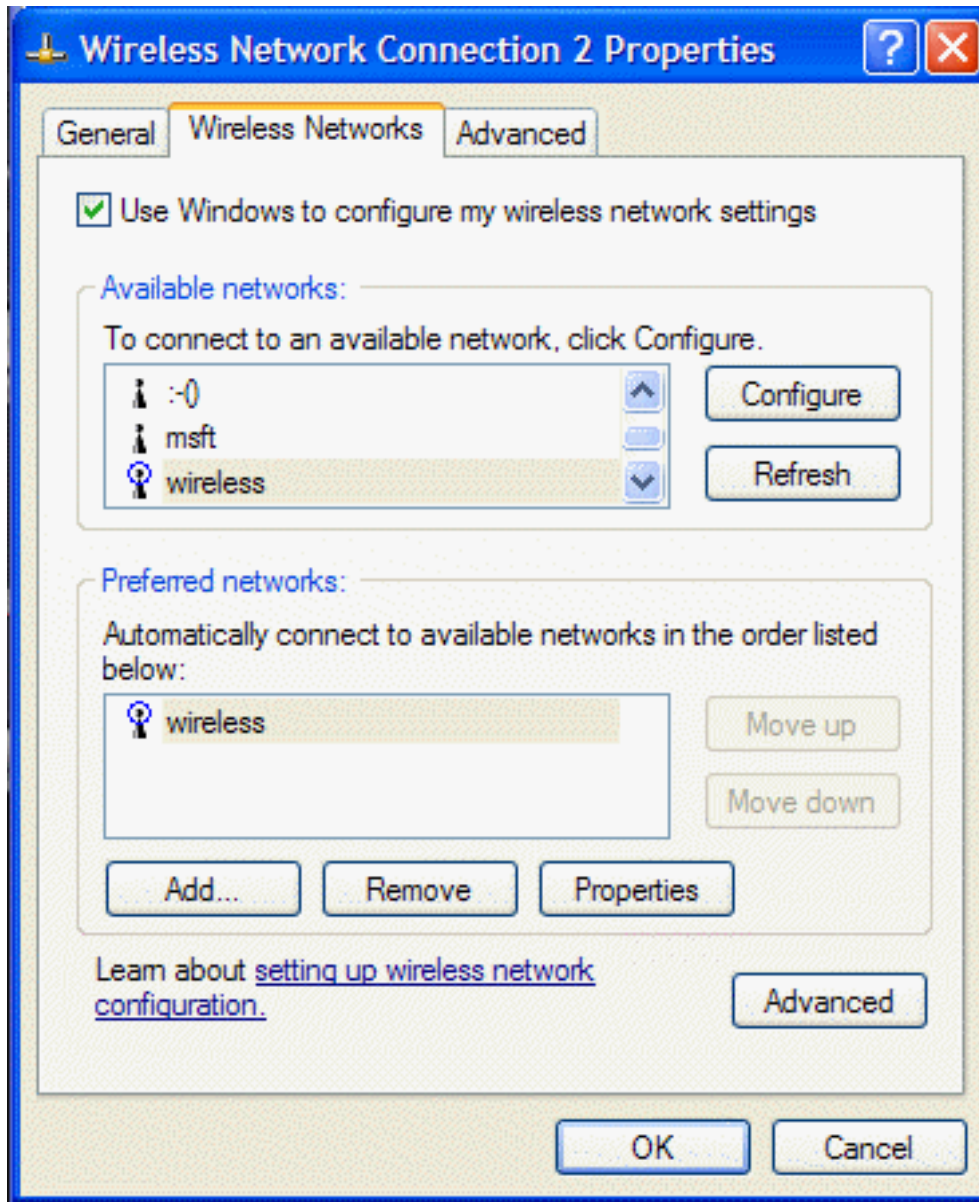 Wireless Network Connection 2 Properties
General Wireless Networks Advanced
Use Windows to configure my wireless network settings
Available networks:
To connect to an available network, click Configure.
:-()
msft
wireless
Configure
Refresh
Preferred networks:
Automatically connect to available networks in the order listed
below:
wireless
Move up
Move down
Add... Remove Properties
Learn about setting up wireless network
configuration.
Advanced
OK Cancel